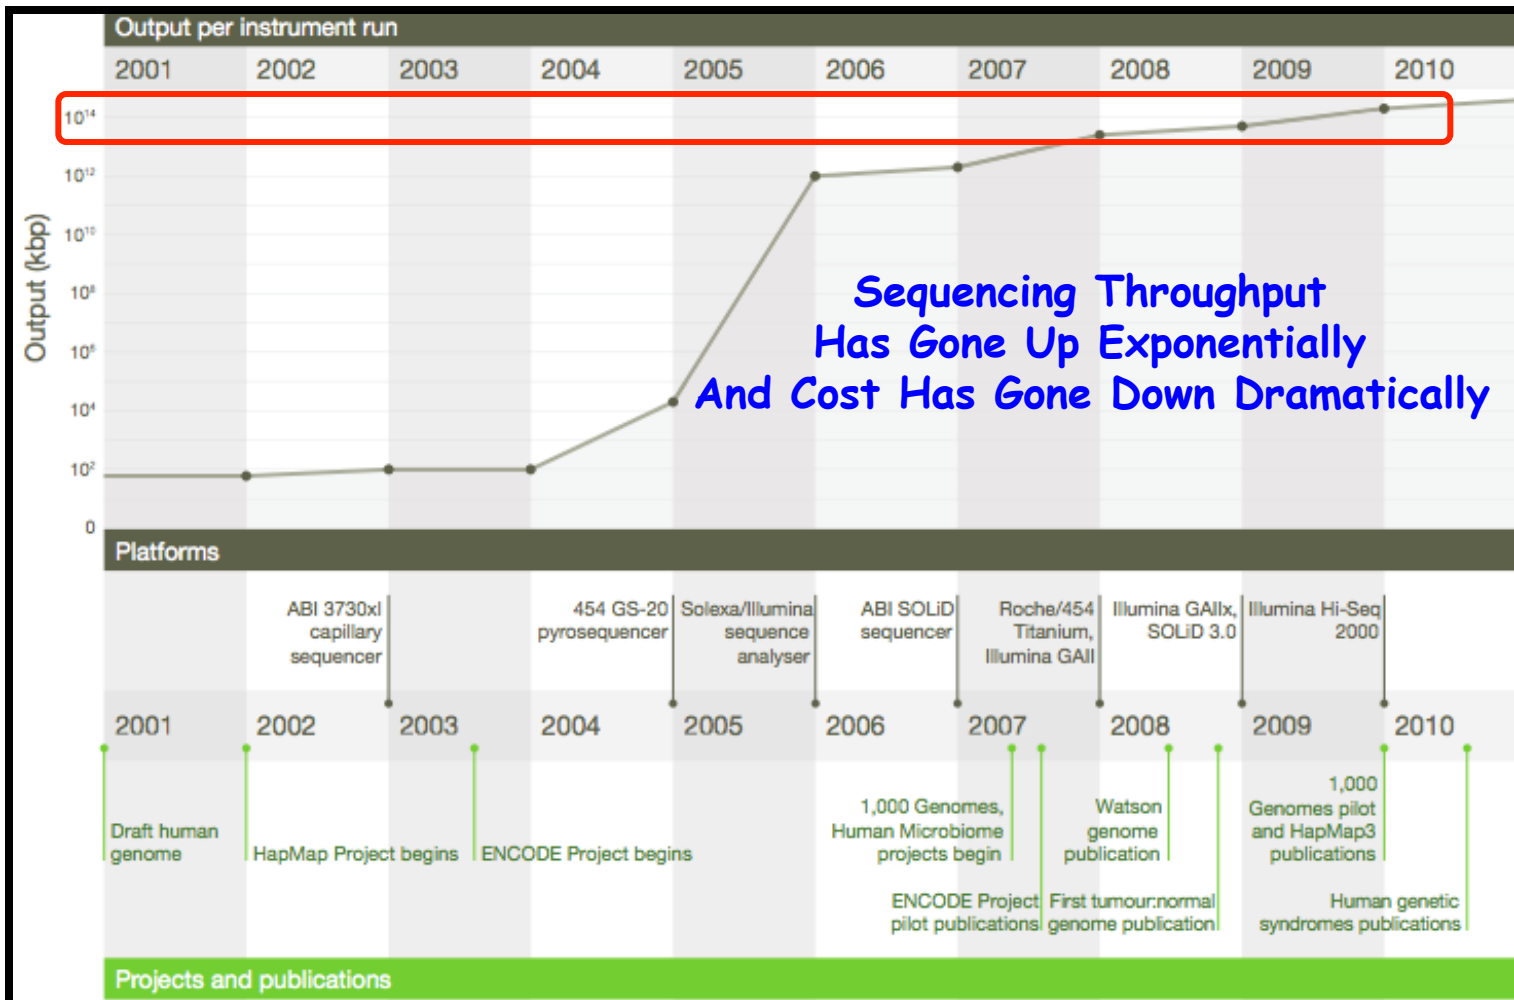 Output per instrument run
2001 2002 2003 2004 2005 2006 2007 2008 2009 2010
Output (kbp)
10¹⁴
10¹²
10¹⁰
10⁸
10⁶
10⁴
10²
0
Sequencing Throughput
Has Gone Up Exponentially
And Cost Has Gone Down Dramatically
Platforms
ABI 3730xl
capillary
sequencer
454 GS-20
pyrosequencer
Solexa/Illumina
sequence
analyser
ABI SOLiD
sequencer
Roche/454
Titanium,
Illumina GAII
Illumina GAIIx,
SOLiD 3.0
Illumina Hi-Seq
2000
2001 2002 2003 2004 2005 2006 2007 2008 2009 2010
Draft human
genome
HapMap Project begins
ENCODE Project begins
1,000 Genomes,
Human Microbiome
projects begin
ENCODE Project
pilot publications
Watson
genome
publication
First tumour:normal
genome publication
1,000
Genomes pilot
and HapMap3
publications
Human genetic
syndromes publications
Projects and publications